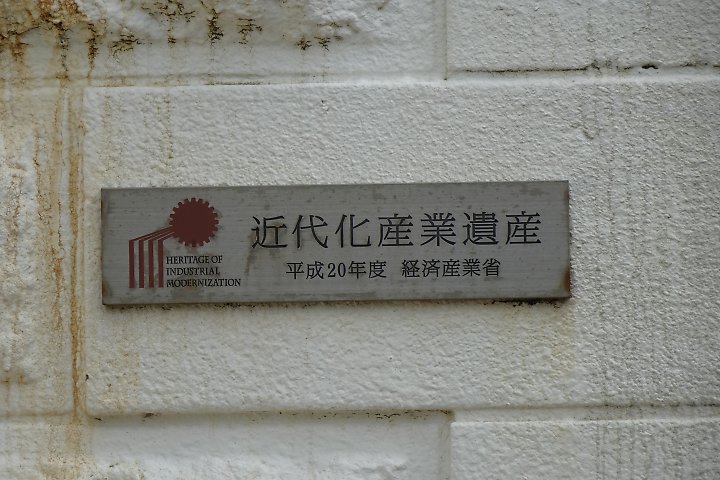 近代化産業遺産
平成20年度 経済産業省
HERITAGE OF
INDUSTRIAL
MODERNIZATION